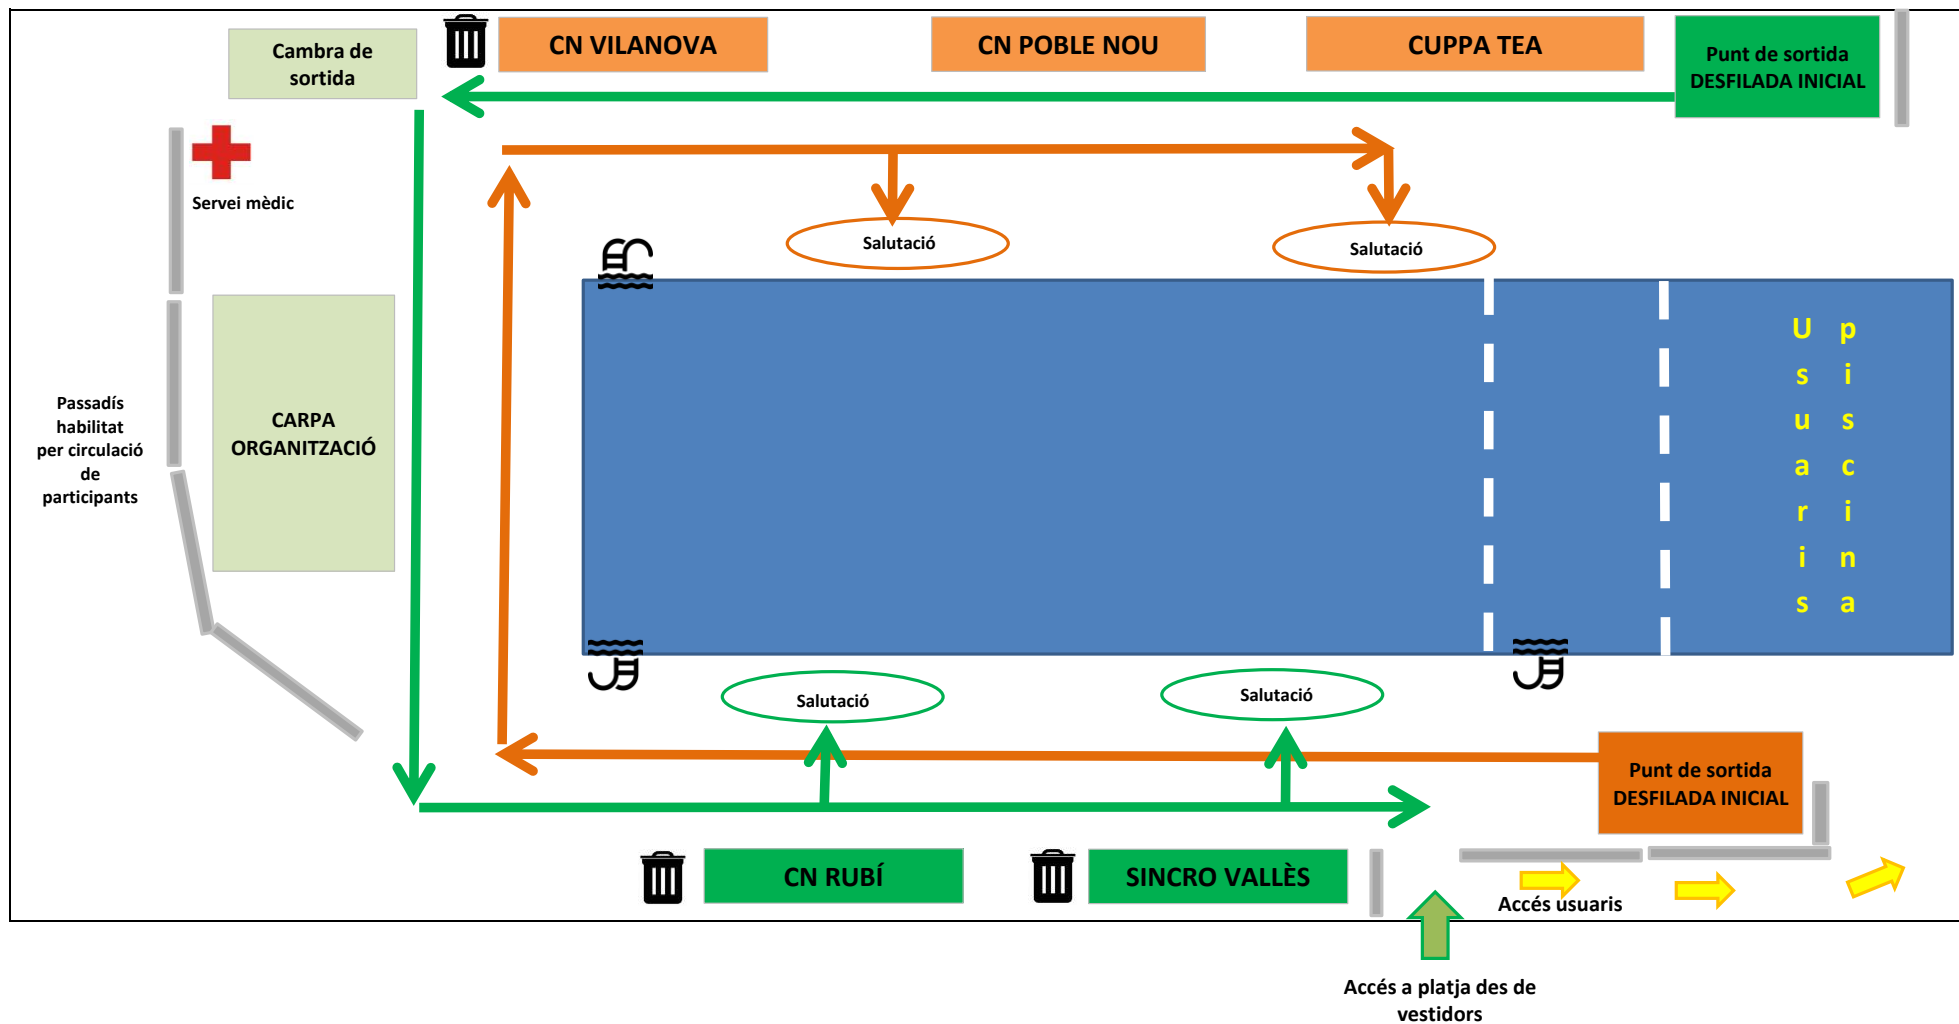 CN VILANOVA
CN POBLE NOU
CUPPA TEA
Cambra de
sortida
Punt de sortida
DESFILADA INICIAL
Servei mèdic
Salutació
Salutació
Usuaris
piscina
Passadís
habilitat
per circulació
de
participants
CARPA
ORGANITZACIÓ
Salutació
Salutació
Punt de sortida
DESFILADA INICIAL
CN RUBÍ
SINCRO VALLÈS
Accés usuaris
Accés a platja des de
vestidors